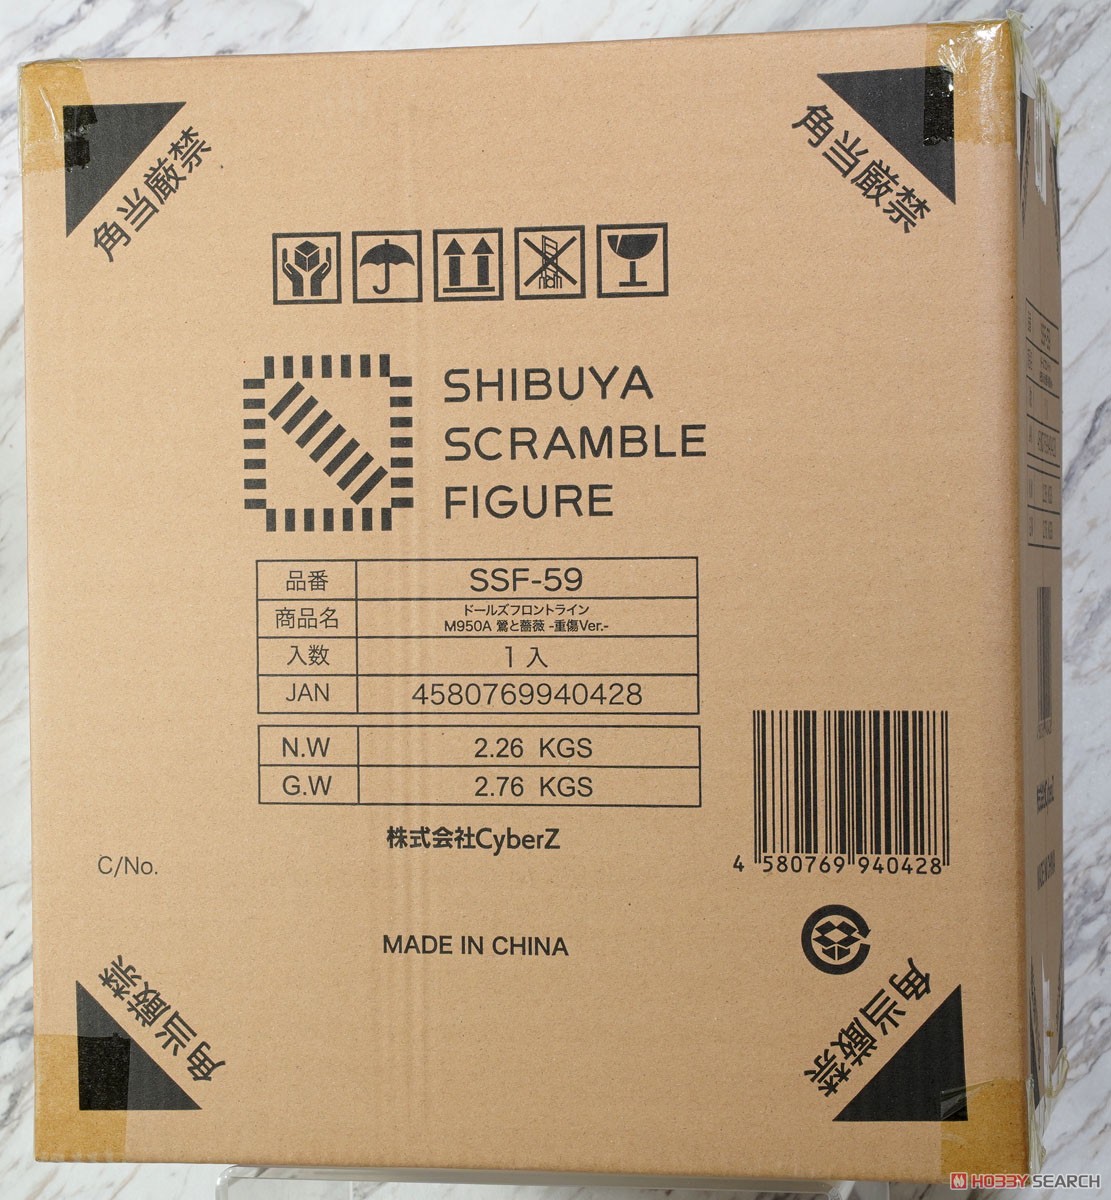 角当厳禁
角当厳禁
SHIBUYA
SCRAMBLE
FIGURE
品番 SSF-59
商品名 ドールズフロントライン
M950A 鶯と薔薇 -重傷Ver.-
入数 1 入
JAN 4580769940428
N.W 2.26 KGS
G.W 2.76 KGS
株式会社CyberZ
C/No.
4 580769 940428
MADE IN CHINA
角当厳禁
角当厳禁
HOBBY SEARCH